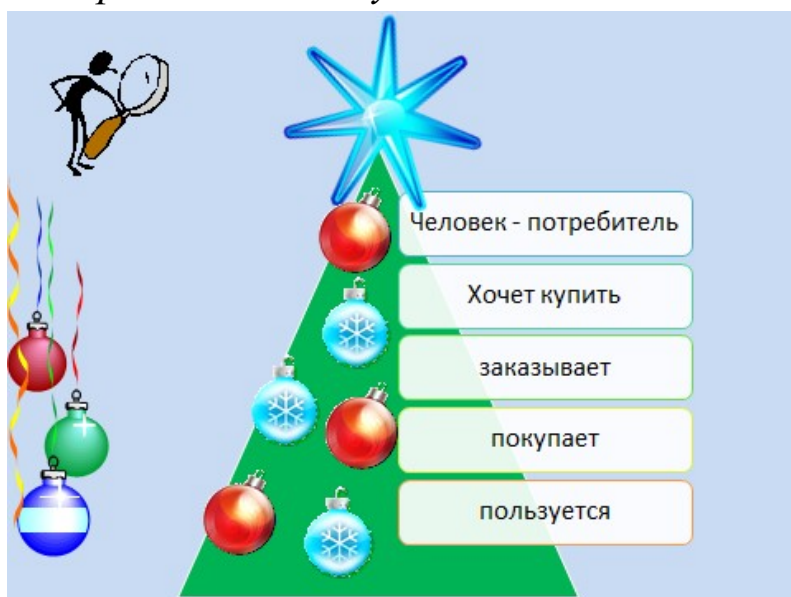 Человек - потребитель
Хочет купить
заказывает
покупает
пользуется